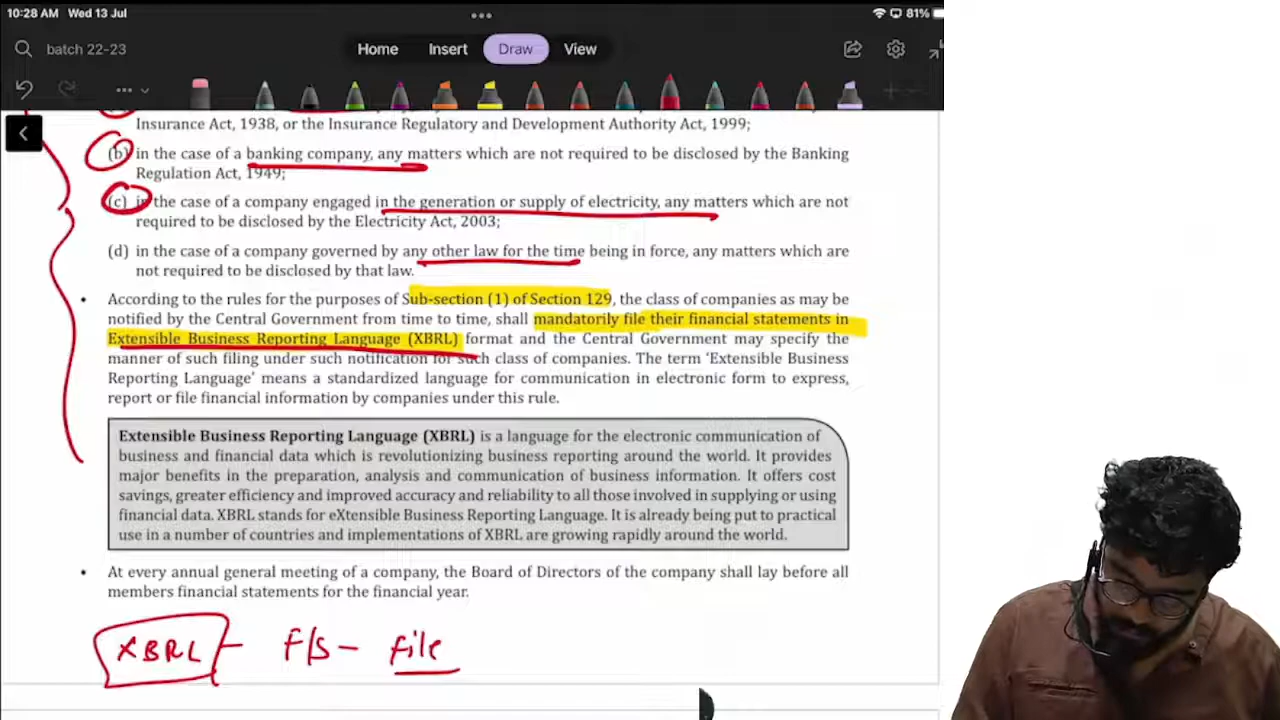 10:28 AM Wed 13 Jul
81%
batch 22-23
Home Insert Draw View
Insurance Act, 1938, or the Insurance Regulatory and Development Authority Act, 1999;
(b) in the case of a banking company, any matters which are not required to be disclosed by the Banking
Regulation Act, 1949;
(c) in the case of a company engaged in the generation or supply of electricity, any matters which are not
required to be disclosed by the Electricity Act, 2003;
(d) in the case of a company governed by any other law for the time being in force, any matters which are
not required to be disclosed by that law.
• According to the rules for the purposes of Sub-section (1) of Section 129, the class of companies as may be
notified by the Central Government from time to time, shall mandatorily file their financial statements in
Extensible Business Reporting Language (XBRL) format and the Central Government may specify the
manner of such filing under such notification for such class of companies. The term ‘Extensible Business
Reporting Language’ means a standardized language for communication in electronic form to express,
report or file financial information by companies under this rule.
Extensible Business Reporting Language (XBRL) is a language for the electronic communication of
business and financial data which is revolutionizing business reporting around the world. It provides
major benefits in the preparation, analysis and communication of business information. It offers cost
savings, greater efficiency and improved accuracy and reliability to all those involved in supplying or using
financial data. XBRL stands for eXtensible Business Reporting Language. It is already being put to practical
use in a number of countries and implementations of XBRL are growing rapidly around the world.
• At every annual general meeting of a company, the Board of Directors of the company shall lay before all
members financial statements for the financial year.
XBRL - F/S - file